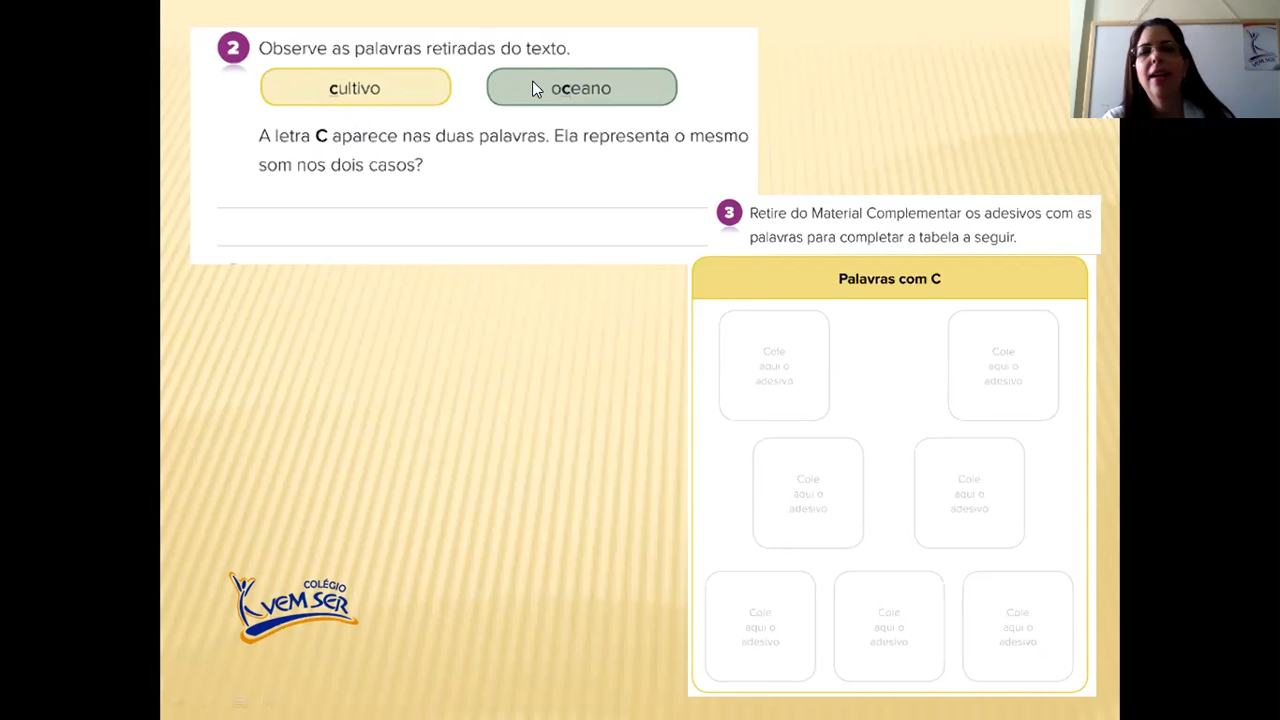 2 Observe as palavras retiradas do texto.
cultivo oceano
A letra C aparece nas duas palavras. Ela representa o mesmo
som nos dois casos?
3 Retire do Material Complementar os adesivos com as
palavras para completar a tabela a seguir.
Palavras com C
Cole
aqui o
adesivo
Cole
aqui o
adesivo
Cole
aqui o
adesivo
Cole
aqui o
adesivo
Cole
aqui o
adesivo
Cole
aqui o
adesivo
Cole
aqui o
adesivo
COLÉGIO
VEM SER
VEM SER